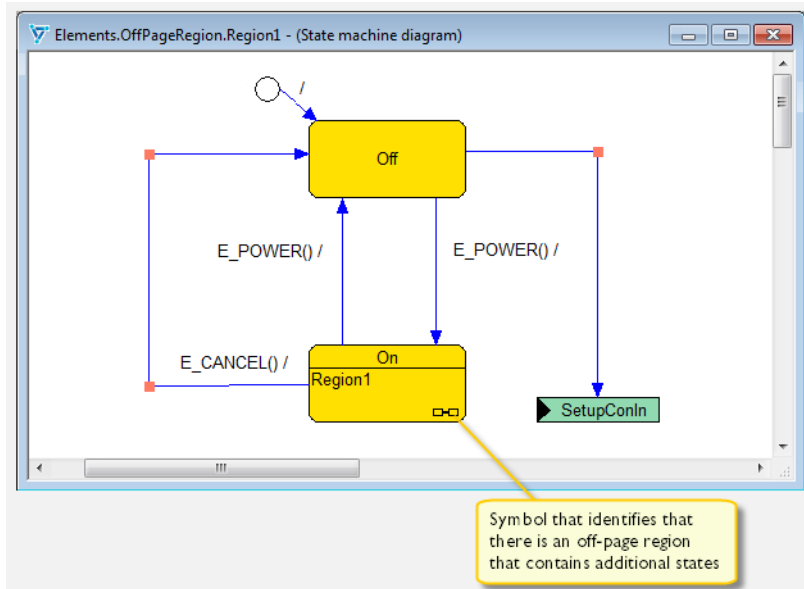 Elements.OffPageRegion.Region1 - (State machine diagram)
/
Off
E_POWER() /
E_POWER() /
E_CANCEL() /
On
Region1
SetupConIn
Symbol that identifies that
there is an off-page region
that contains additional states